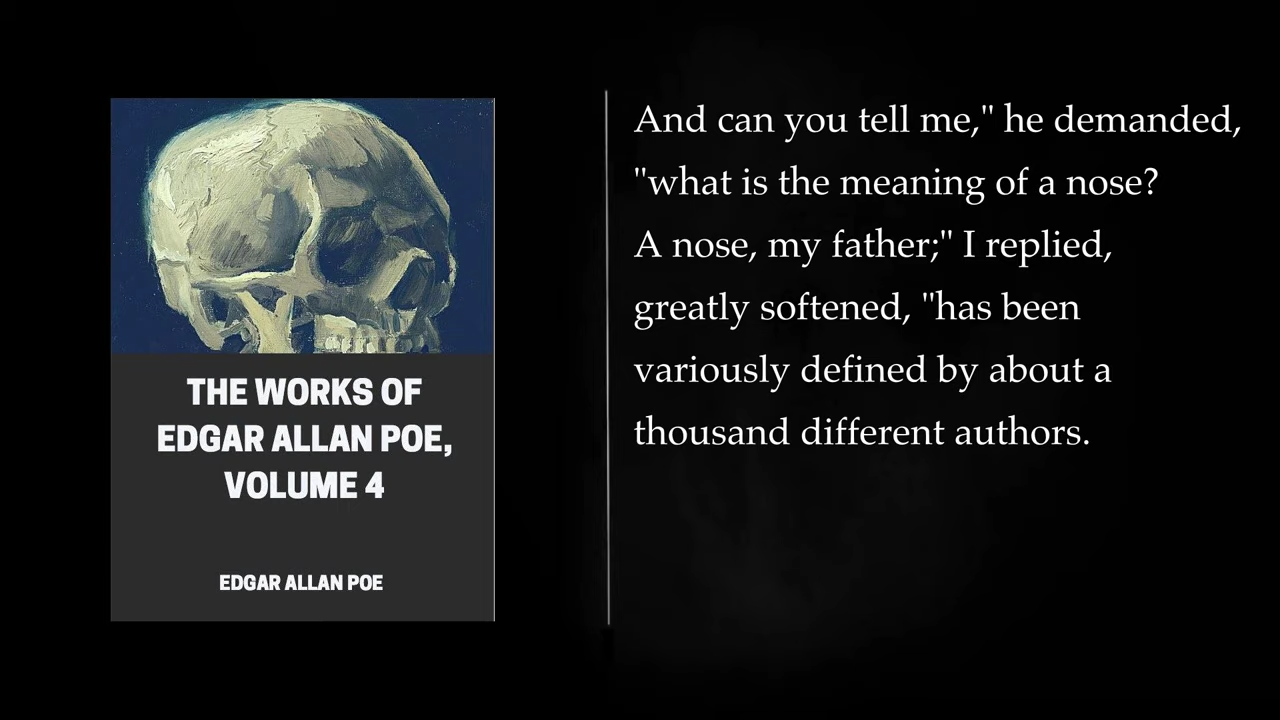 THE WORKS OF
EDGAR ALLAN POE,
VOLUME 4
EDGAR ALLAN POE
And can you tell me," he demanded,
"what is the meaning of a nose?
A nose, my father;" I replied,
greatly softened, "has been
variously defined by about a
thousand different authors.